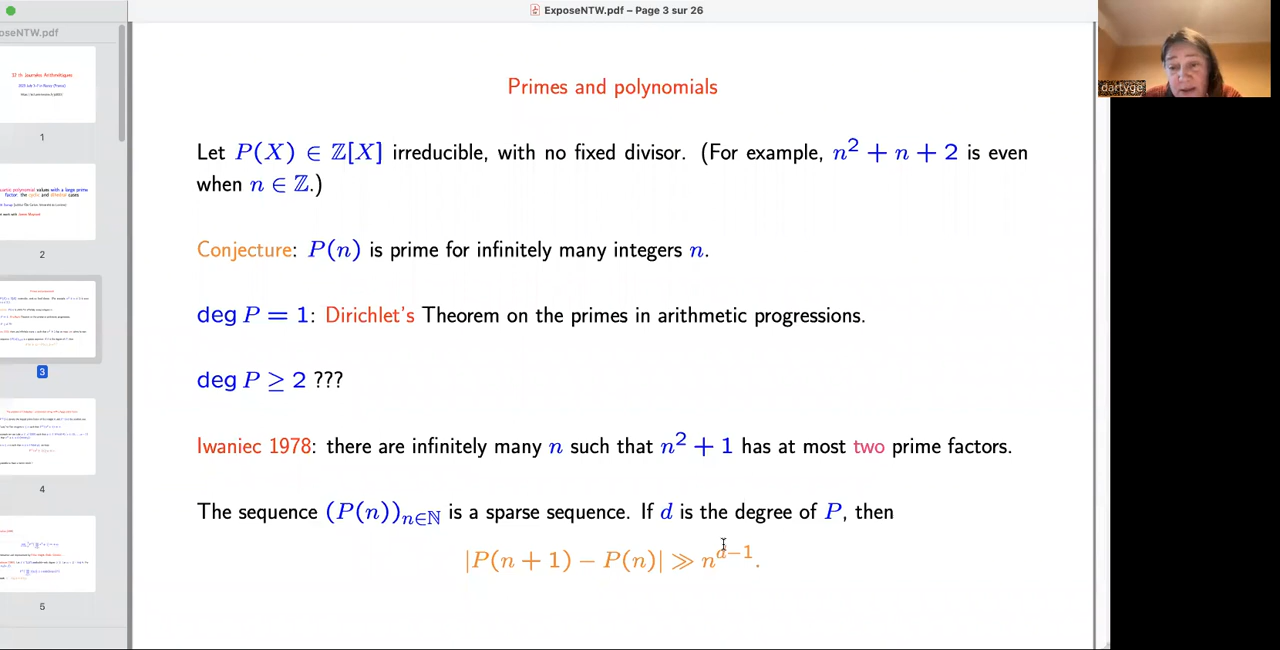 ExposeNTW.pdf – Page 3 sur 26
oseNTW.pdf
1
2
3
4
5
dartyge
Primes and polynomials
Let P(X) ∈ ℤ[X] irreducible, with no fixed divisor. (For example, n² + n + 2 is even
when n ∈ ℤ.)
Conjecture: P(n) is prime for infinitely many integers n.
deg P = 1: Dirichlet's Theorem on the primes in arithmetic progressions.
deg P ≥ 2 ???
Iwaniec 1978: there are infinitely many n such that n² + 1 has at most two prime factors.
The sequence (P(n))ₙ∈ℕ is a sparse sequence. If d is the degree of P, then
|P(n + 1) − P(n)| ≫ n^{d−1}.